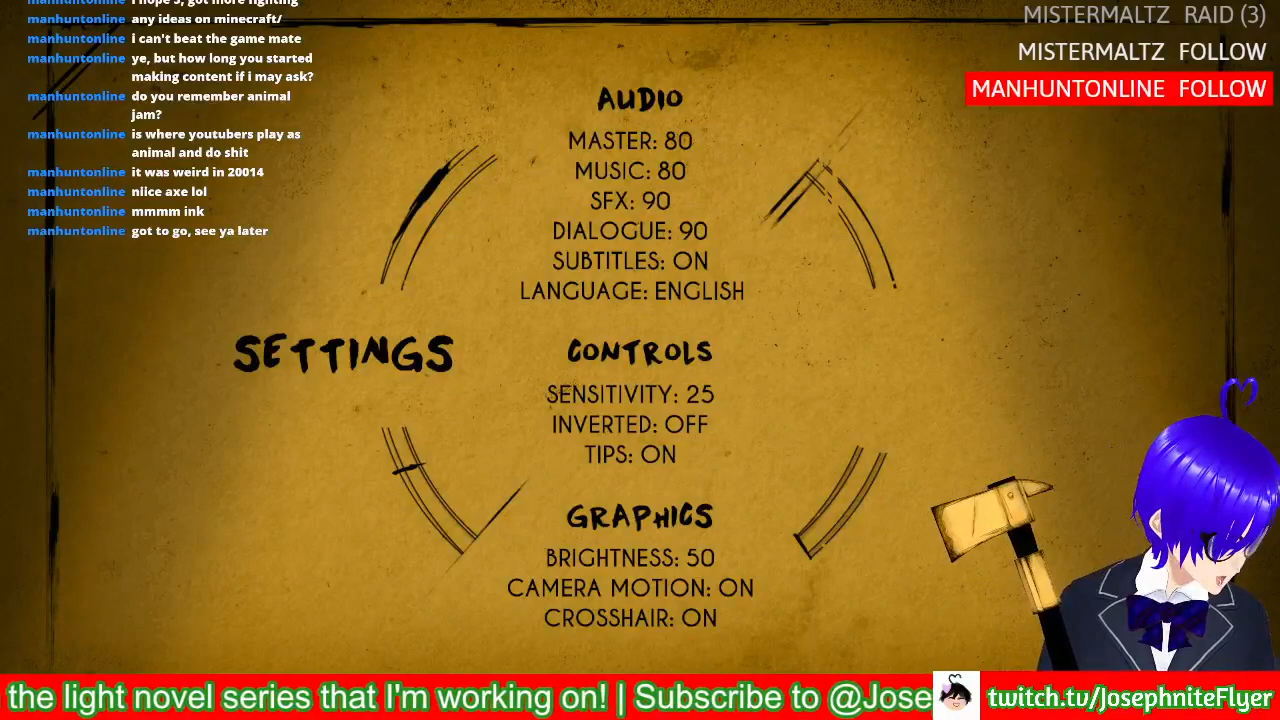 manhuntonline any ideas on minecraft/
manhuntonline i can't beat the game mate
manhuntonline ye, but how long you started
making content if i may ask?
manhuntonline do you remember animal
jam?
manhuntonline is where youtubers play as
animal and do shit
manhuntonline it was weird in 20014
manhuntonline niice axe lol
manhuntonline mmmm ink
manhuntonline got to go, see ya later
MISTERMALTZ RAID (3)
MISTERMALTZ FOLLOW
MANHUNTONLINE FOLLOW
SETTINGS
AUDIO
MASTER: 80
MUSIC: 80
SFX: 90
DIALOGUE: 90
SUBTITLES: ON
LANGUAGE: ENGLISH
CONTROLS
SENSITIVITY: 25
INVERTED: OFF
TIPS: ON
GRAPHICS
BRIGHTNESS: 50
CAMERA MOTION: ON
CROSSHAIR: ON
the light novel series that I'm working on! | Subscribe to @Jose
twitch.tv/JosephniteFlyer